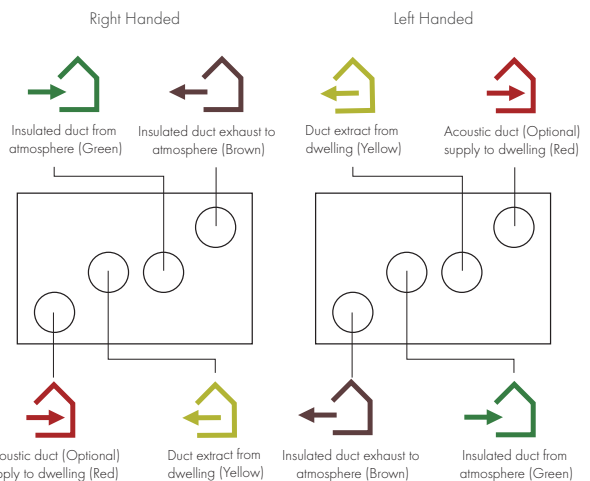 Right Handed
Left Handed
Insulated duct from
atmosphere (Green)
Insulated duct exhaust to
atmosphere (Brown)
Duct extract from
dwelling (Yellow)
Acoustic duct (Optional)
supply to dwelling (Red)
oustic duct (Optional)
ply to dwelling (Red)
Duct extract from
dwelling (Yellow)
Insulated duct exhaust to
atmosphere (Brown)
Insulated duct from
atmosphere (Green)